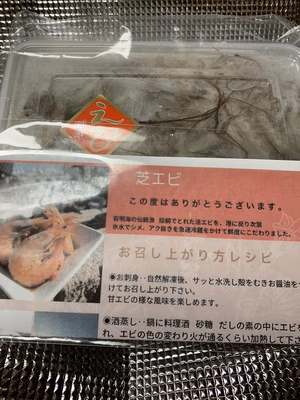 えび
芝エビ
この度はありがとうございます。
有明海の伝統漁 投網でとれた芝エビを、港に戻り次第
氷水でシメ、アク抜きを急速冷蔵をかけて鮮度にこだわりました。
お召し上がり方レシピ
●お刺身‥自然解凍後、サッと水洗し殻をむきお醤油を
けてお召し上がり下さい。
甘エビの様な風味を楽しめます。
●酒蒸し‥鍋に料理酒 砂糖 だしの素の中にエビ
れ、エビの色の変わり火が通るくらい加熱して下さ